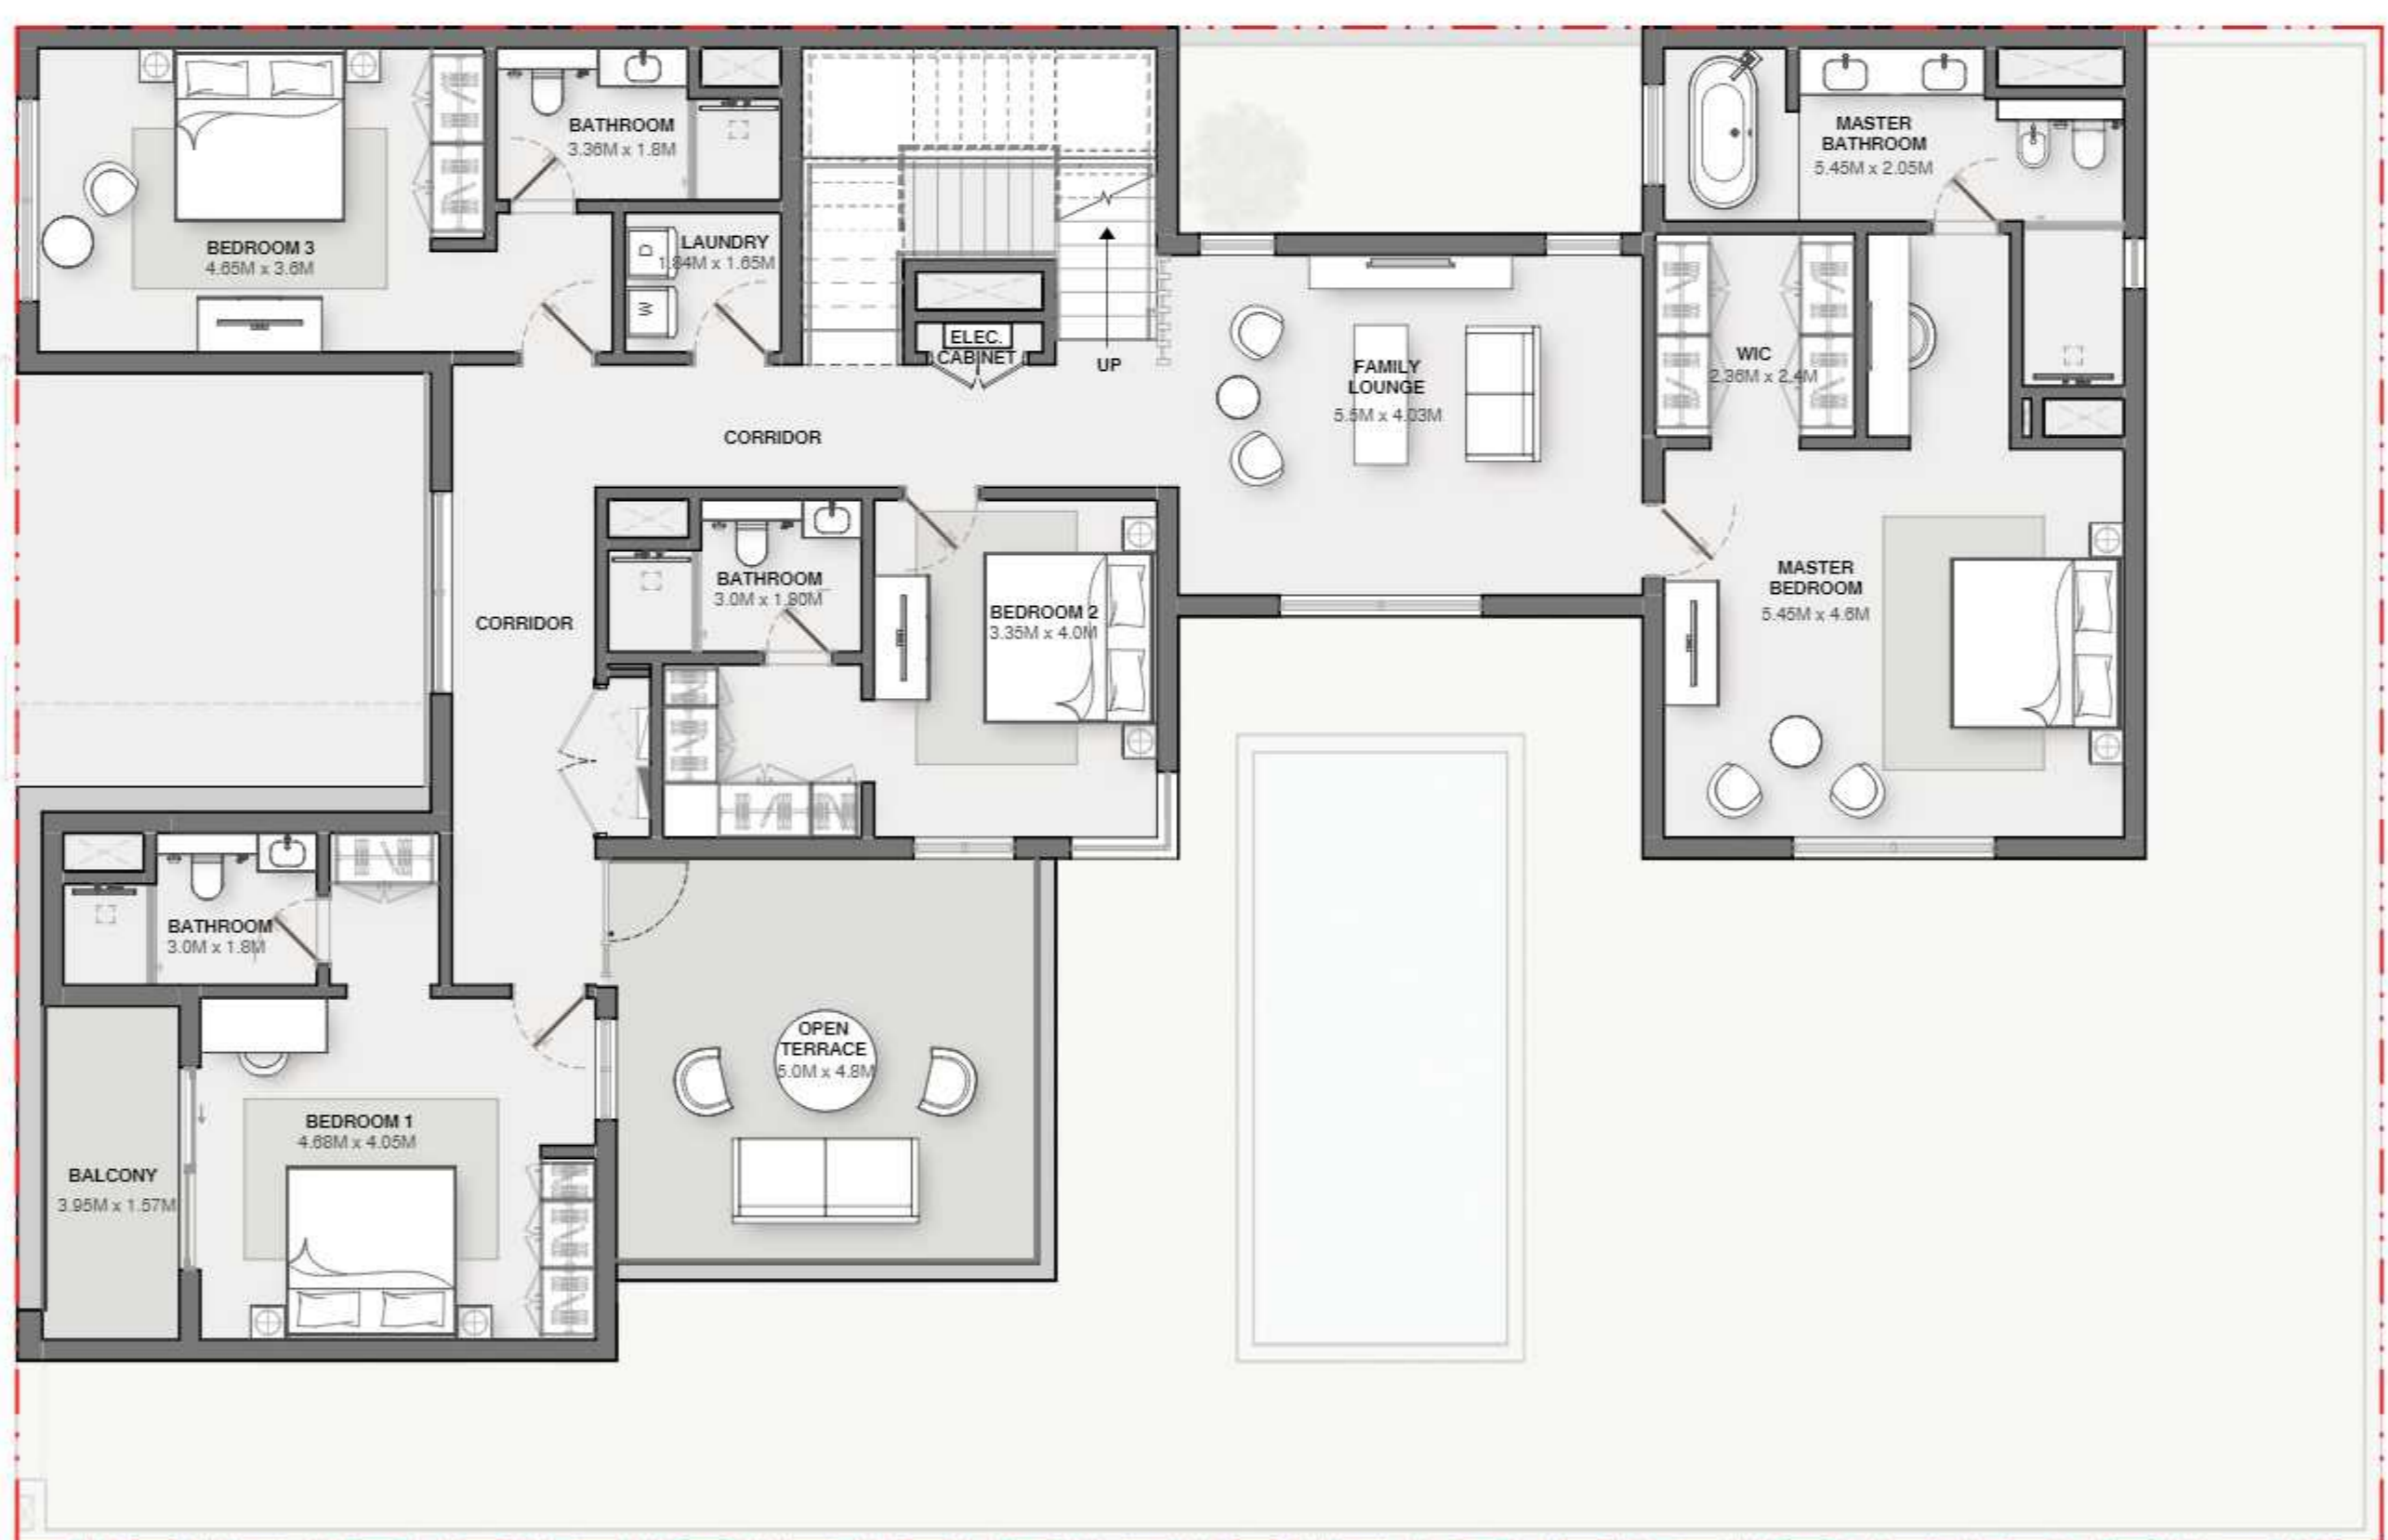 BEDROOM 3
4.65M x 3.6M
BATHROOM
3.36M x 1.8M
D
W
LAUNDRY
1.84M x 1.65M
ELEC.
CABINET
UP
MASTER
BATHROOM
5.45M x 2.05M
FAMILY
LOUNGE
5.5M x 4.03M
WIC
2.36M x 2.4M
CORRIDOR
CORRIDOR
BATHROOM
3.0M x 1.80M
BEDROOM 2
3.35M x 4.0M
MASTER
BEDROOM
5.45M x 4.6M
BATHROOM
3.0M x 1.8M
OPEN
TERRACE
5.0M x 4.8M
BEDROOM 1
4.68M x 4.05M
BALCONY
3.95M x 1.57M